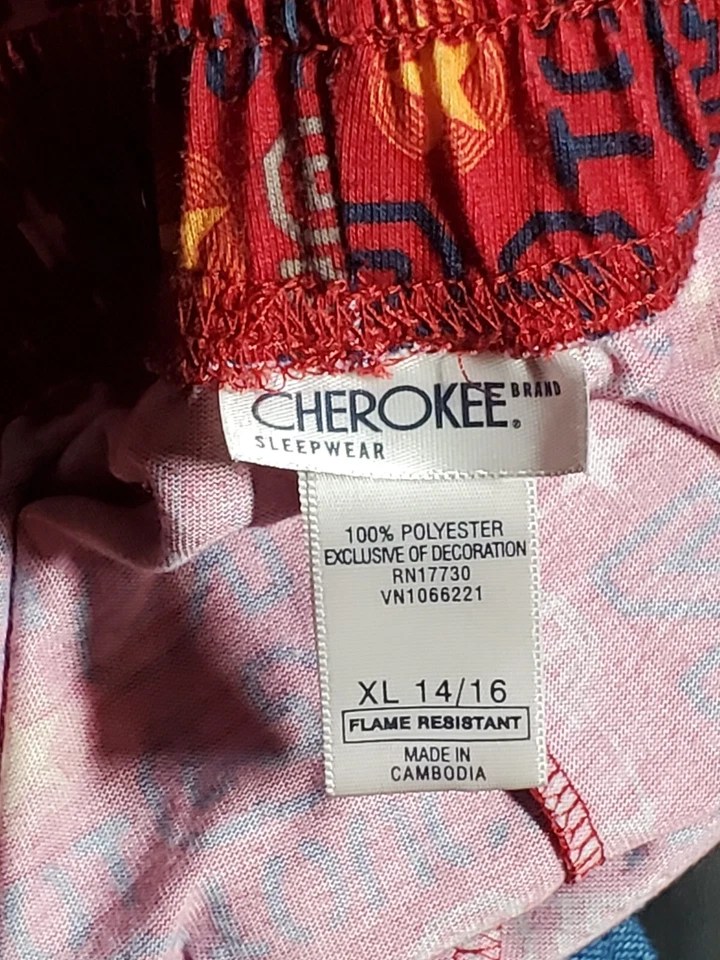 CHEROKEE® BRAND
SLEEPWEAR
100% POLYESTER
EXCLUSIVE OF DECORATION
RN17730
VN1066221
XL 14/16
FLAME RESISTANT
MADE IN
CAMBODIA